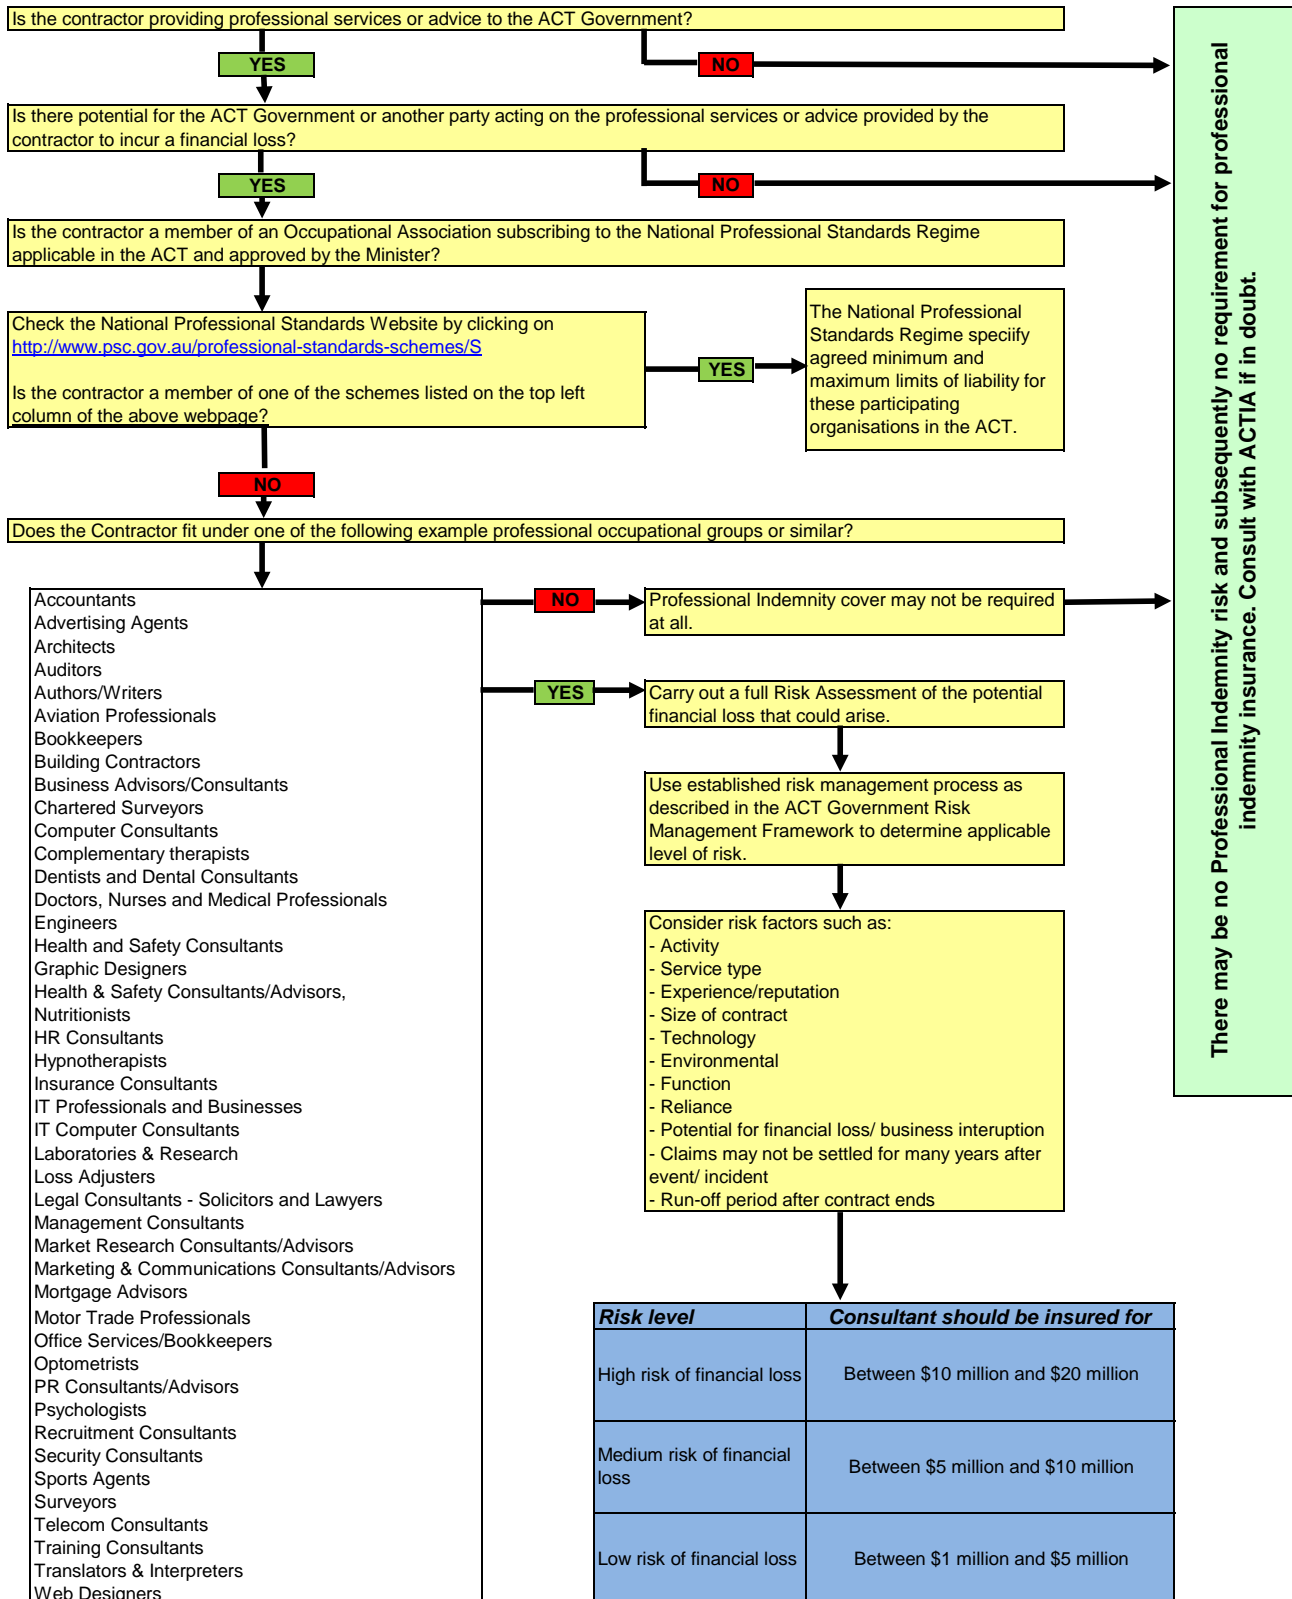 Is the contractor providing professional services or advice to the ACT Government?
YES
NO
Is there potential for the ACT Government or another party acting on the professional services or advice provided by the
contractor to incur a financial loss?
YES
NO
Is the contractor a member of an Occupational Association subscribing to the National Professional Standards Regime
applicable in the ACT and approved by the Minister?
Check the National Professional Standards Website by clicking on
http://www.psc.gov.au/professional-standards-schemes/S
Is the contractor a member of one of the schemes listed on the top left
column of the above webpage?
YES
The National Professional
Standards Regime speciify
agreed minimum and
maximum limits of liability for
these participating
organisations in the ACT.
NO
Does the Contractor fit under one of the following example professional occupational groups or similar?
Accountants
Advertising Agents
Architects
Auditors
Authors/Writers
Aviation Professionals
Bookkeepers
Building Contractors
Business Advisors/Consultants
Chartered Surveyors
Computer Consultants
Complementary therapists
Dentists and Dental Consultants
Doctors, Nurses and Medical Professionals
Engineers
Health and Safety Consultants
Graphic Designers
Health & Safety Consultants/Advisors,
Nutritionists
HR Consultants
Hypnotherapists
Insurance Consultants
IT Professionals and Businesses
IT Computer Consultants
Laboratories & Research
Loss Adjusters
Legal Consultants - Solicitors and Lawyers
Management Consultants
Market Research Consultants/Advisors
Marketing & Communications Consultants/Advisors
Mortgage Advisors
Motor Trade Professionals
Office Services/Bookkeepers
Optometrists
PR Consultants/Advisors
Psychologists
Recruitment Consultants
Security Consultants
Sports Agents
Surveyors
Telecom Consultants
Training Consultants
Translators & Interpreters
Web Designers
NO
Professional Indemnity cover may not be required
at all.
YES
Carry out a full Risk Assessment of the potential
financial loss that could arise.
Use established risk management process as
described in the ACT Government Risk
Management Framework to determine applicable
level of risk.
Consider risk factors such as:
- Activity
- Service type
- Experience/reputation
- Size of contract
- Technology
- Environmental
- Function
- Reliance
- Potential for financial loss/ business interuption
- Claims may not be settled for many years after
event/ incident
- Run-off period after contract ends
Risk level
Consultant should be insured for
High risk of financial loss
Between $10 million and $20 million
Medium risk of financial
loss
Between $5 million and $10 million
Low risk of financial loss
Between $1 million and $5 million
There may be no Professional Indemnity risk and subsequently no requirement for professional
indemnity insurance. Consult with ACTIA if in doubt.